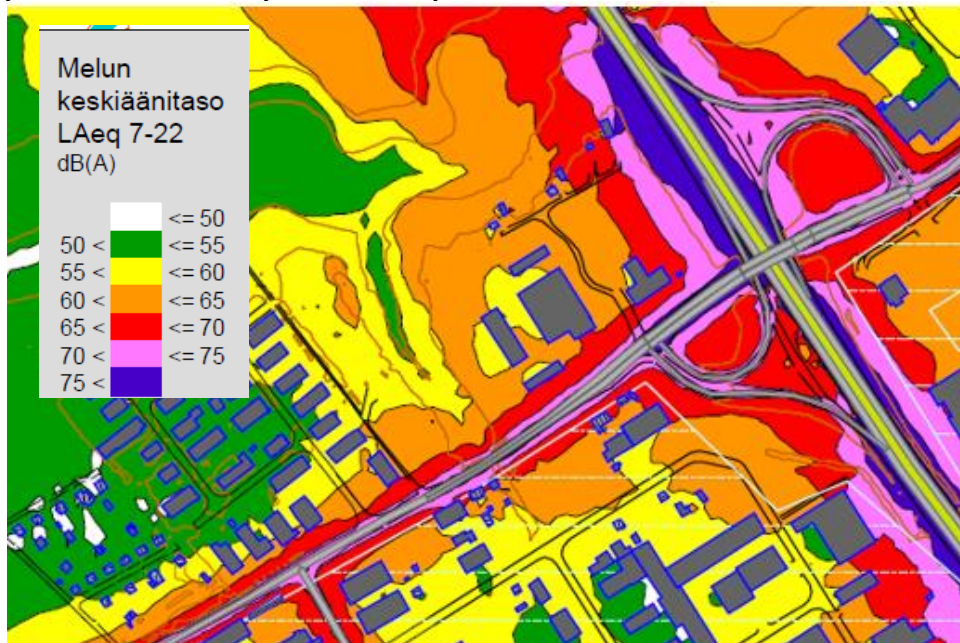 Melun
keskiäänitaso
LAeq 7-22
dB(A)
<= 50
50 < <= 55
55 < <= 60
60 < <= 65
65 < <= 70
70 < <= 75
75 <